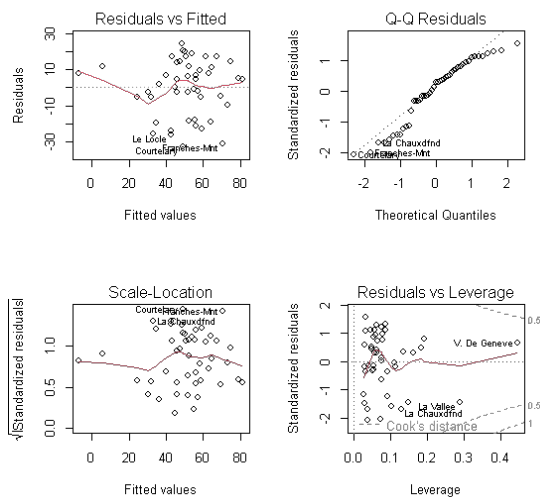 Residuals vs Fitted
Residuals
30
10
-10
-30
Le Locle
Courtelary
Franches-Mnt
0 20 40 60 80
Fitted values
Q-Q Residuals
Standardized residuals
2
1
0
-1
-2
La Chauxdfnd
Courtelary
Franches-Mnt
-2 -1 0 1 2
Theoretical Quantiles
Scale-Location
√|Standardized residuals|
1.0
0.5
0.0
Courtelary
Franches-Mnt
La Chauxdfnd
0 20 40 60 80
Fitted values
Residuals vs Leverage
Standardized residuals
2
1
0
-1
-2
0.5
V. De Geneve
La Vallee
La Chauxdfnd
0.5
Cook's distance
1
0.0 0.1 0.2 0.3 0.4
Leverage